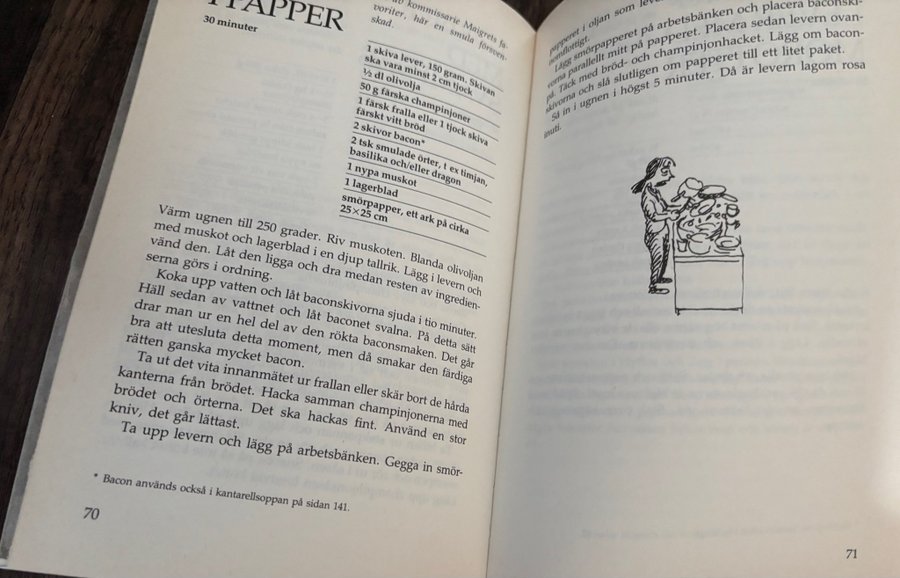 I PAPPER
30 minuter
av kommissarie Maigrets fa-
voriter, här en smula försven-
skad.
1 skiva lever, 150 gram. Skivan
ska vara minst 2 cm tjock
½ dl olivolja
50 g färska champinjoner
1 färsk fralla eller 1 tjock skiva
färskt vitt bröd
2 skivor bacon*
2 tsk smulade örter, t ex timjan,
basilika och/eller dragon
1 nypa muskot
1 lagerblad
smörpapper, ett ark på cirka
25×25 cm
Värm ugnen till 250 grader. Riv muskoten. Blanda olivoljan
med muskot och lagerblad i en djup tallrik. Lägg i levern och
vänd den. Låt den ligga och dra medan resten av ingredien-
serna görs i ordning.
Koka upp vatten och låt baconskivorna sjuda i tio minuter.
Häll sedan av vattnet och låt baconet svalna. På detta sätt
drar man ur en hel del av den rökta baconsmaken. Det går
bra att utesluta detta moment, men då smakar den färdiga
rätten ganska mycket bacon.
Ta ut det vita innanmätet ur frallan eller skär bort de hårda
kanterna från brödet. Hacka samman champinjonerna med
brödet och örterna. Det ska hackas fint. Använd en stor
kniv, det går lättast.
Ta upp levern och lägg på arbetsbänken. Gegga in smör-
* Bacon används också i kantarellsoppan på sidan 141.
70
papperet i oljan som lever
nomflottigt.
Lägg smörpapperet på arbetsbänken och placera baconski-
vorna parallellt mitt på papperet. Placera sedan levern ovan-
på. Täck med bröd- och champinjonhacket. Lägg om bacon-
skivorna och slå slutligen om papperet till ett litet paket.
Så in i ugnen i högst 5 minuter. Då är levern lagom rosa
inuti.
71